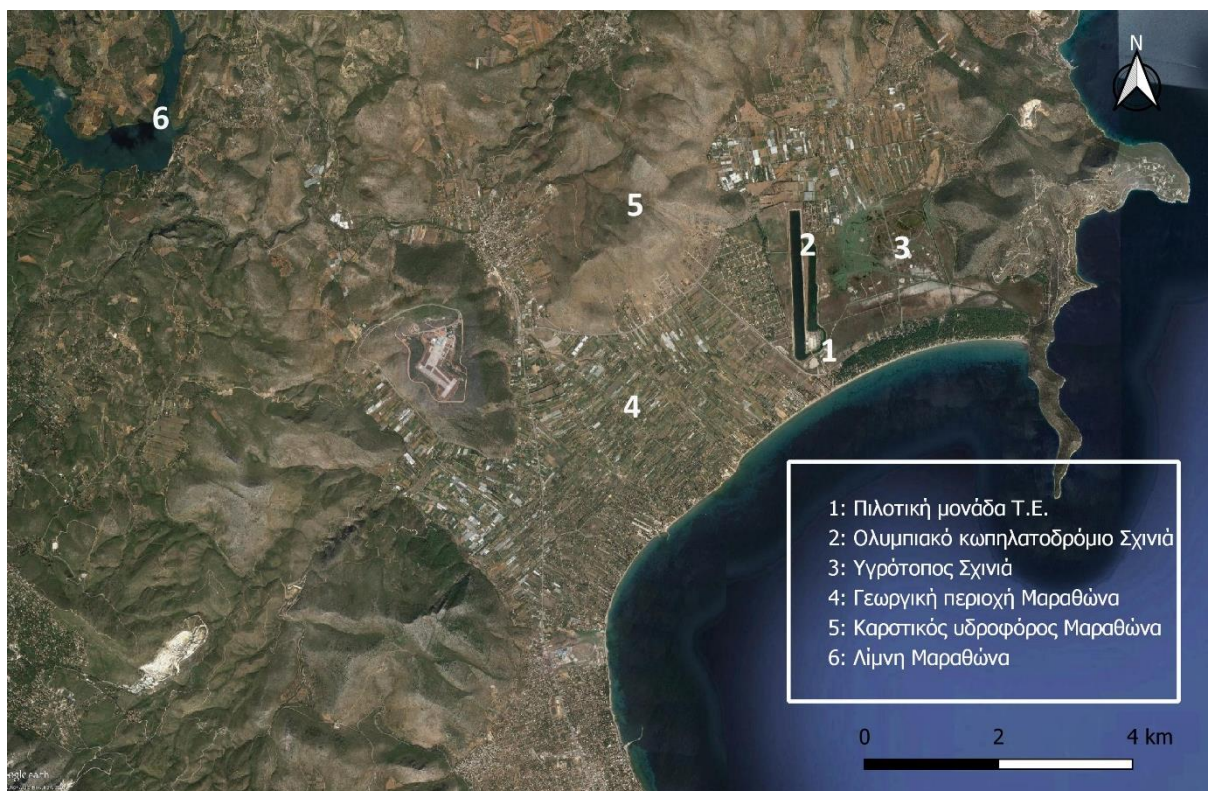 N
6
5
2
3
1
4
1: Πιλοτική μονάδα Τ.Ε.
2: Ολυμπιακό κωπηλατοδρόμιο Σχινιά
3: Υγρότοπος Σχινιά
4: Γεωργική περιοχή Μαραθώνα
5: Καρστικός υδροφόρος Μαραθώνα
6: Λίμνη Μαραθώνα
0 2 4 km